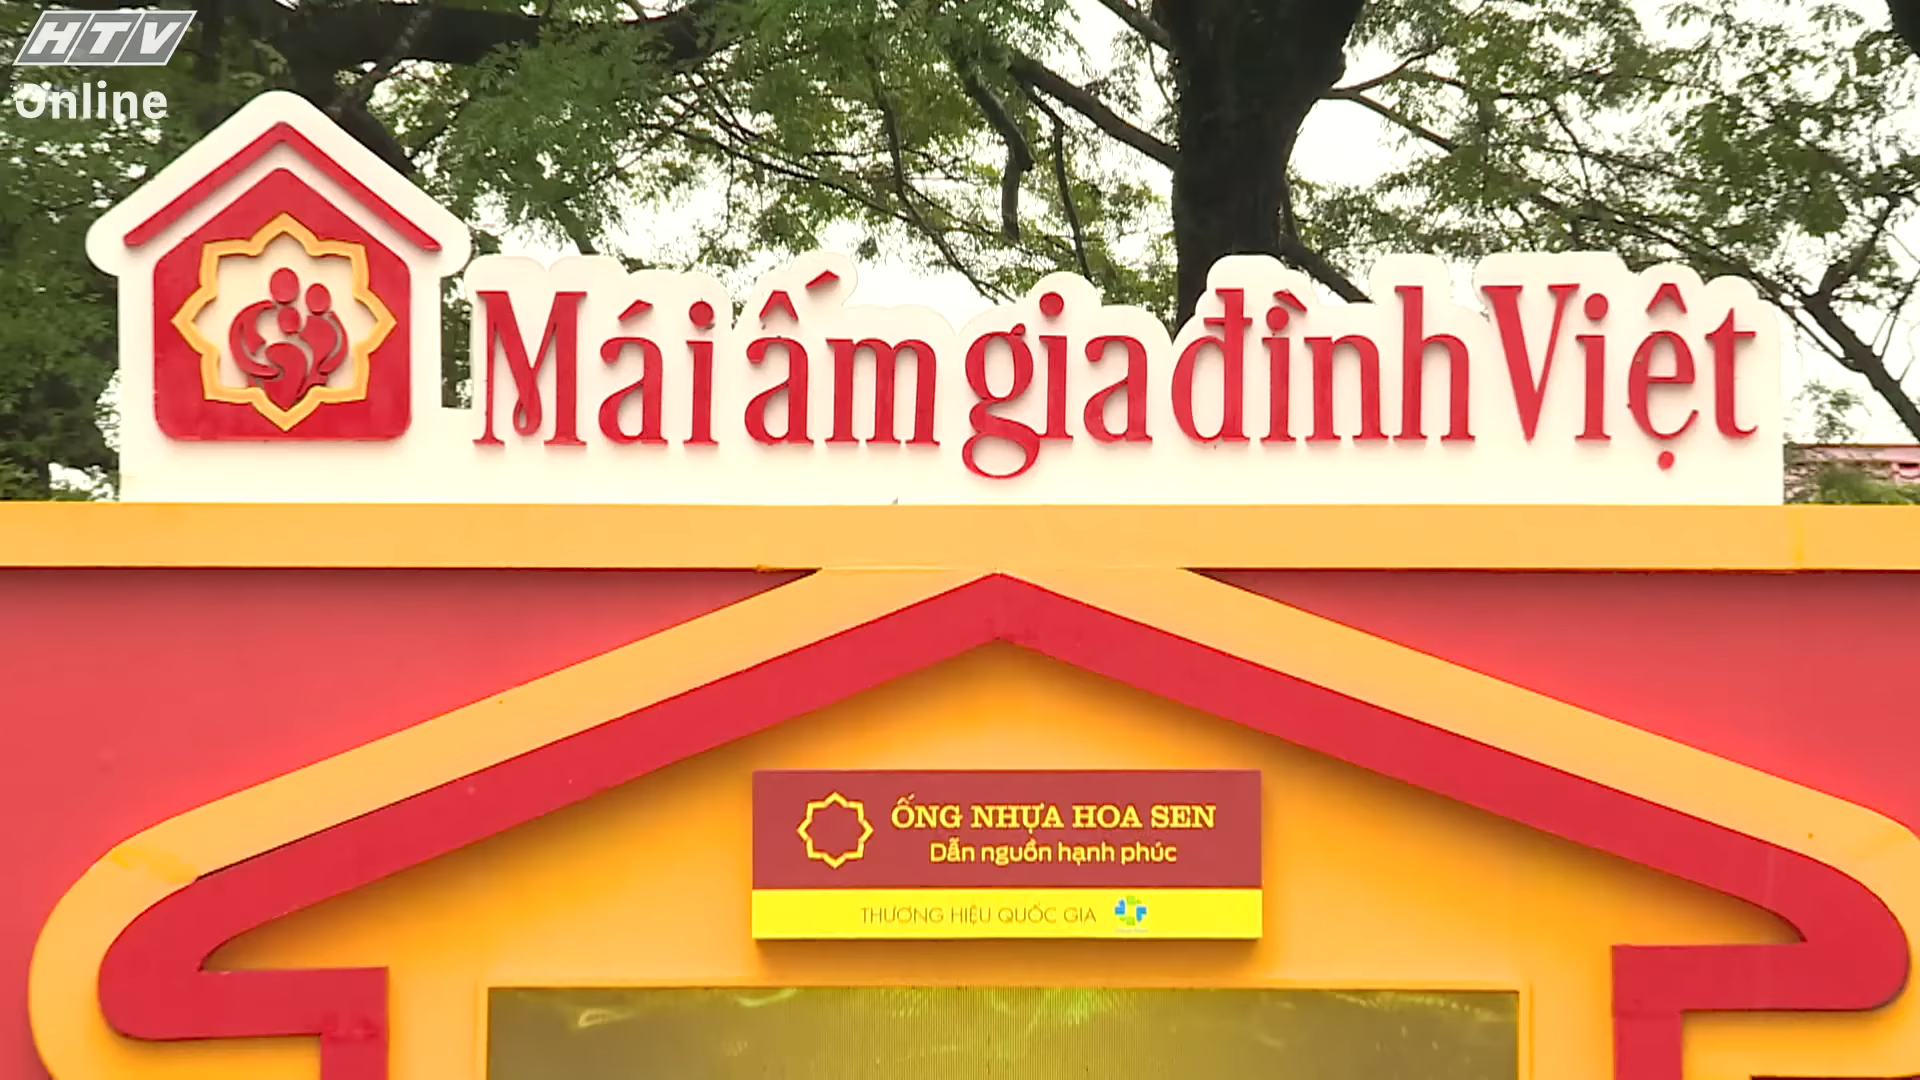 HTV
Online
Mái ấm gia đình Việt
ỐNG NHỰA HOA SEN
Dẫn nguồn hạnh phúc
THƯƠNG HIỆU QUỐC GIA